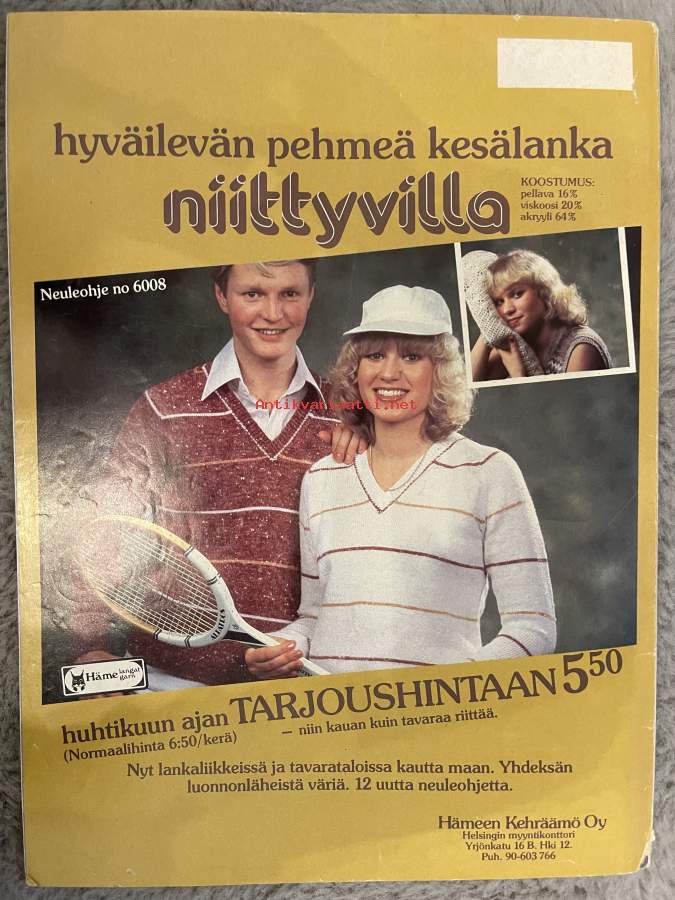 hyväilevän pehmeä kesälanka
niittyvilla
KOOSTUMUS:
pellava 16%
viskoosi 20%
akryyli 64%
Neuleohje no 6008
Antikvariaatti.net
Häme langat
garn
huhtikuun ajan TARJOUSHINTAAN 5 50
(Normaalihinta 6:50/kerä) — niin kauan kuin tavaraa riittää.
Nyt lankaliikkeissä ja tavarataloissa kautta maan. Yhdeksän
luonnonläheistä väriä. 12 uutta neuleohjetta.
Hämeen Kehräämö Oy
Helsingin myyntikonttori
Yrjönkatu 16 B. Hki 12.
Puh. 90-603 766